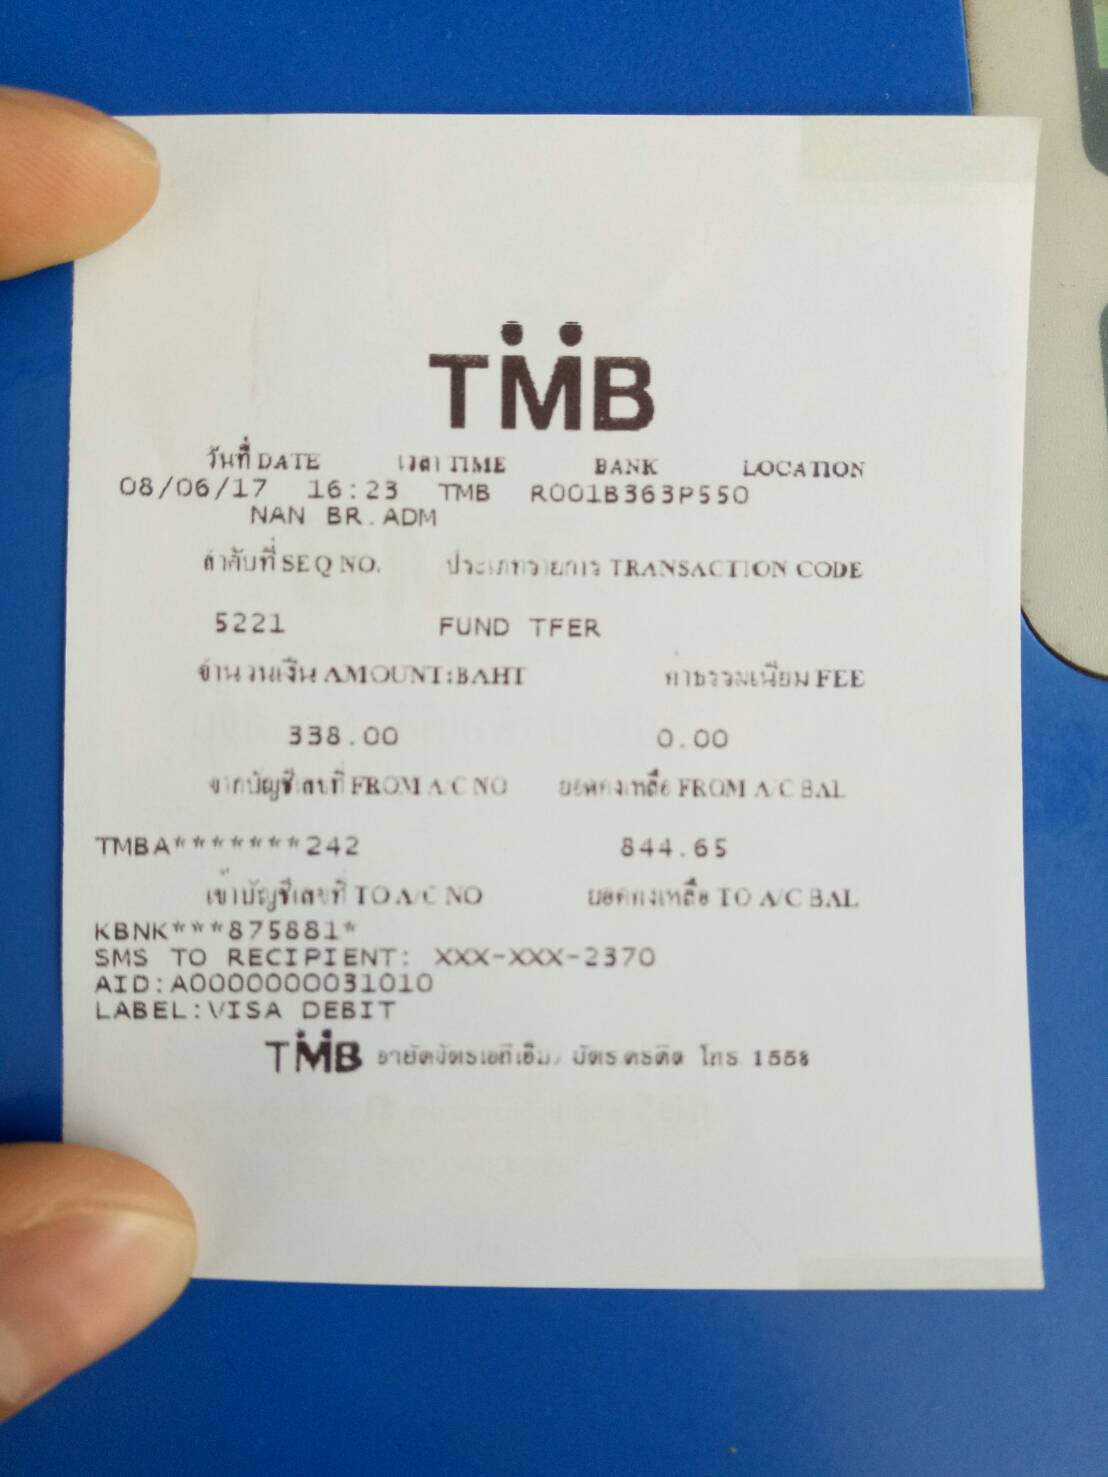 TMB
วันที่ DATE เวลา TIME BANK LOCATION
08/06/17 16:23 TMB R001B363P550
NAN BR.ADM
ลำดับที่ SEQ NO. ประเภทรายการ TRANSACTION CODE
5221 FUND TFER
จำนวนเงิน AMOUNT:BAHT ค่าธรรมเนียม FEE
338.00 0.00
จากบัญชีเลขที่ FROM A/C NO ยอดคงเหลือ FROM A/C BAL
TMBA*******242 844.65
เข้าบัญชีเลขที่ TO A/C NO ยอดคงเหลือ TO A/C BAL
KBNK***875881*
SMS TO RECIPIENT: XXX-XXX-2370
AID:A0000000031010
LABEL:VISA DEBIT
TMB อายัดบัตรเอทีเอ็ม/ บัตรเครดิต โทร 1558